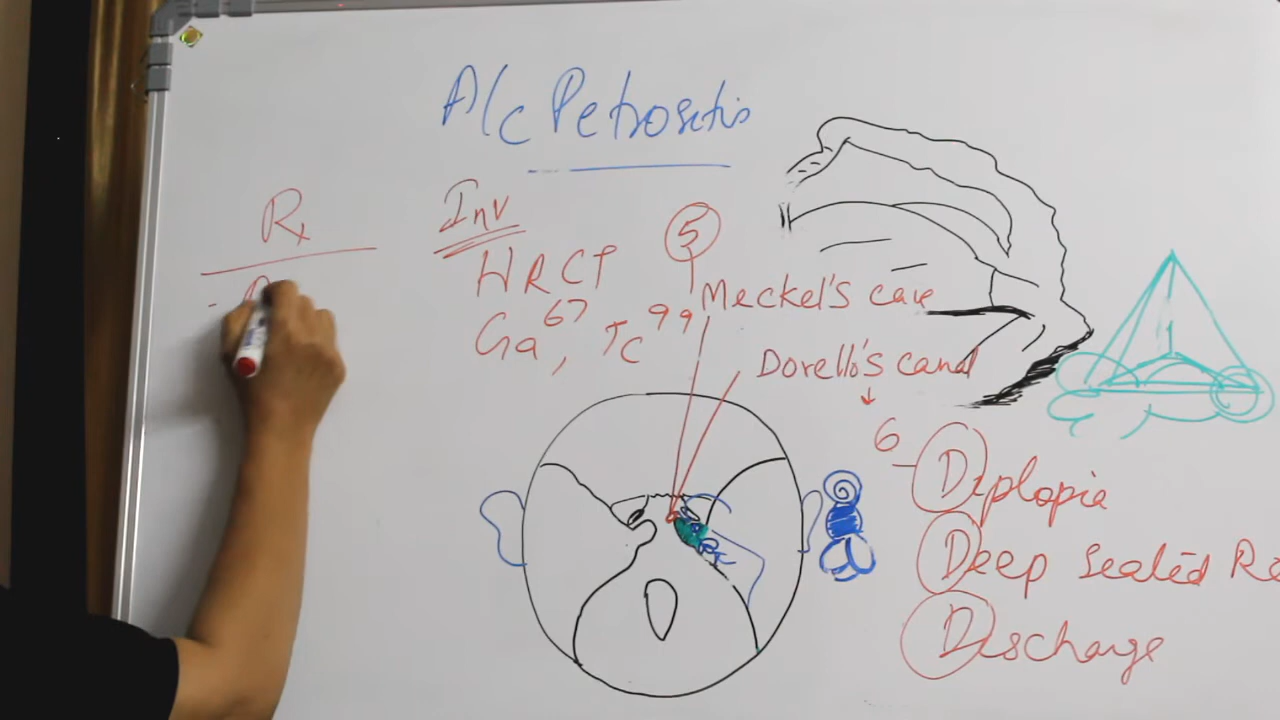 A/c Petrositis
Rx
Inv
HRCT
Ga67, Tc99
5
Meckel's cave
Dorello's canal
6
Diplopia
Deep Seated
Discharge